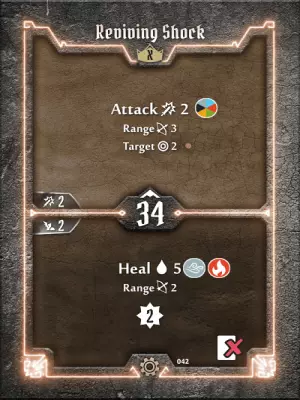 Reviving Shock
X
Attack 2
Range 3
Target 2
2
34
2
Heal 5
Range 2
2
042